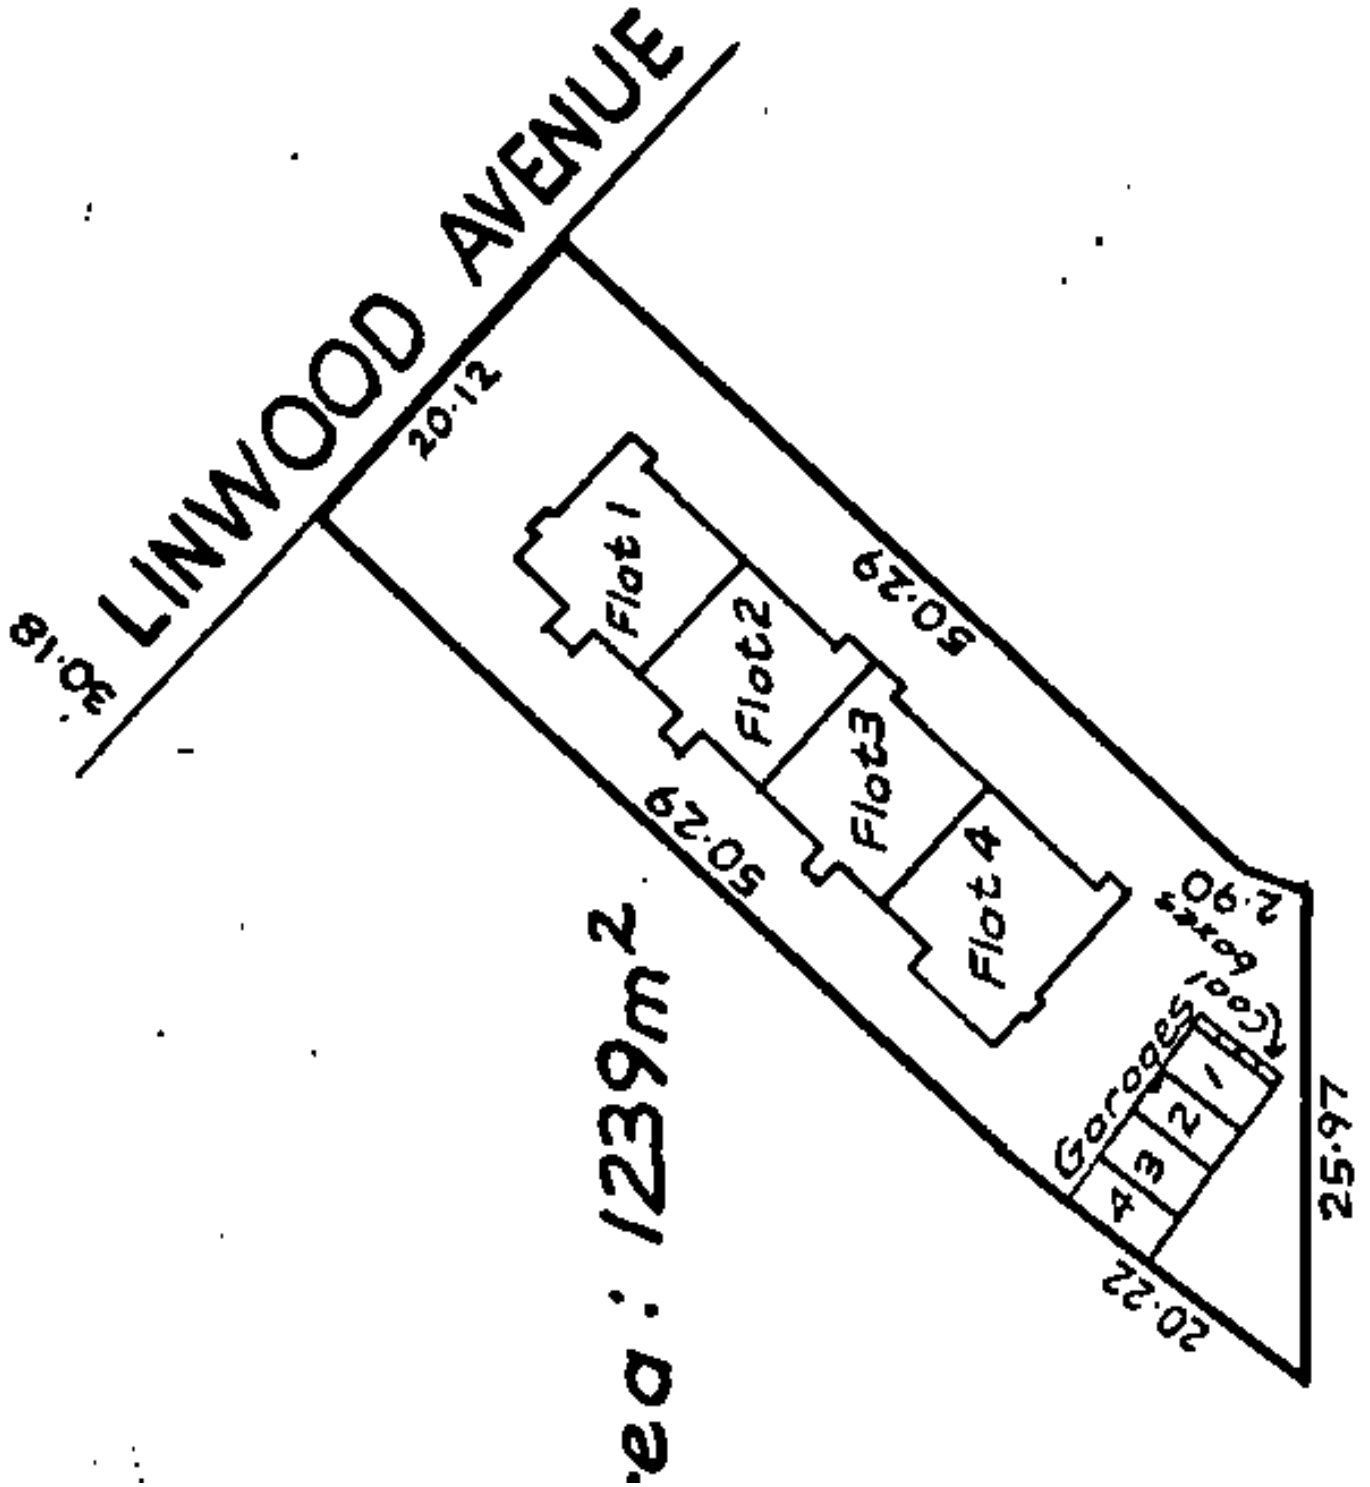 LINWOOD AVENUE
30.18
20.12
Flat 1
Flat 2
Flat 3
Flat 4
50.29
50.29
2.90
Coal boxes
Garages
1
2
3
4
20.22
25.97
ea : 1239m²